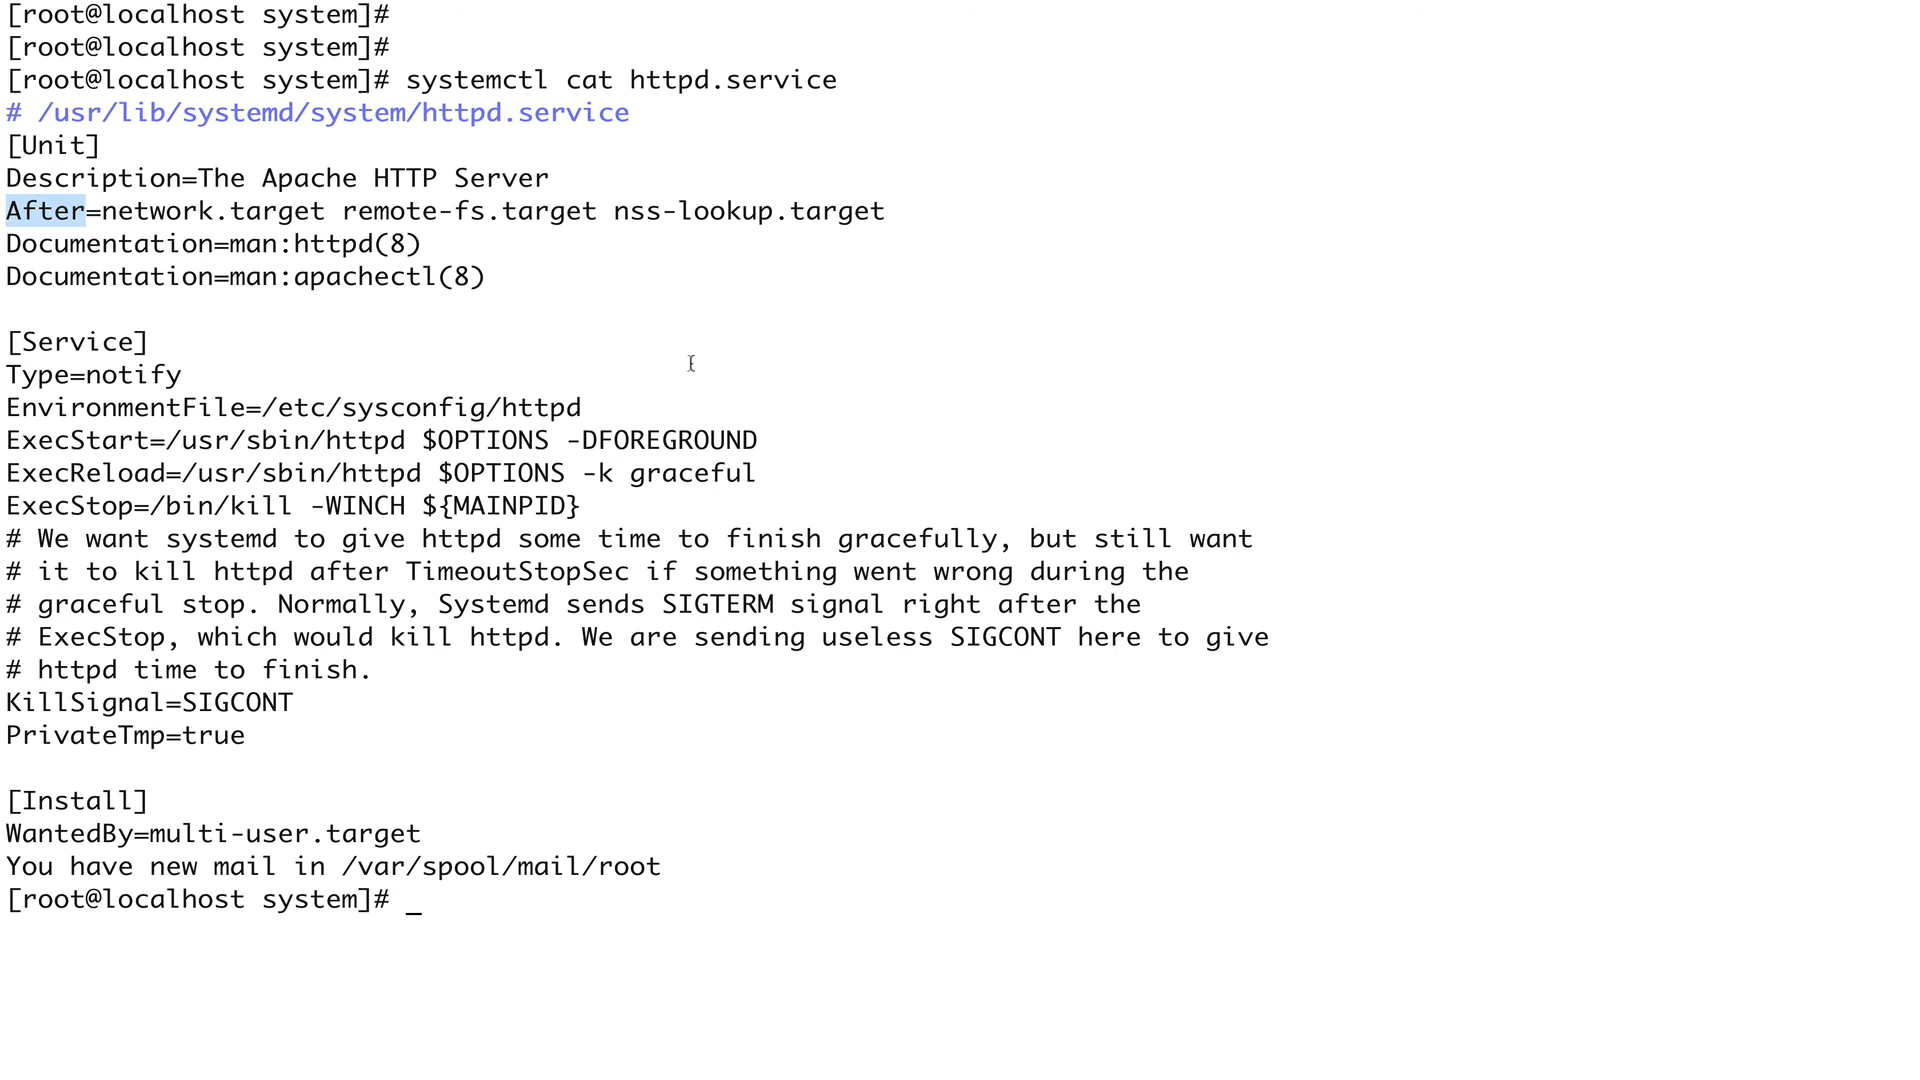 [root@localhost system]#
[root@localhost system]#
[root@localhost system]# systemctl cat httpd.service
# /usr/lib/systemd/system/httpd.service
[Unit]
Description=The Apache HTTP Server
After=network.target remote-fs.target nss-lookup.target
Documentation=man:httpd(8)
Documentation=man:apachectl(8)
[Service]
Type=notify
EnvironmentFile=/etc/sysconfig/httpd
ExecStart=/usr/sbin/httpd $OPTIONS -DFOREGROUND
ExecReload=/usr/sbin/httpd $OPTIONS -k graceful
ExecStop=/bin/kill -WINCH ${MAINPID}
# We want systemd to give httpd some time to finish gracefully, but still want
# it to kill httpd after TimeoutStopSec if something went wrong during the
# graceful stop. Normally, Systemd sends SIGTERM signal right after the
# ExecStop, which would kill httpd. We are sending useless SIGCONT here to give
# httpd time to finish.
KillSignal=SIGCONT
PrivateTmp=true
[Install]
WantedBy=multi-user.target
You have new mail in /var/spool/mail/root
[root@localhost system]# _